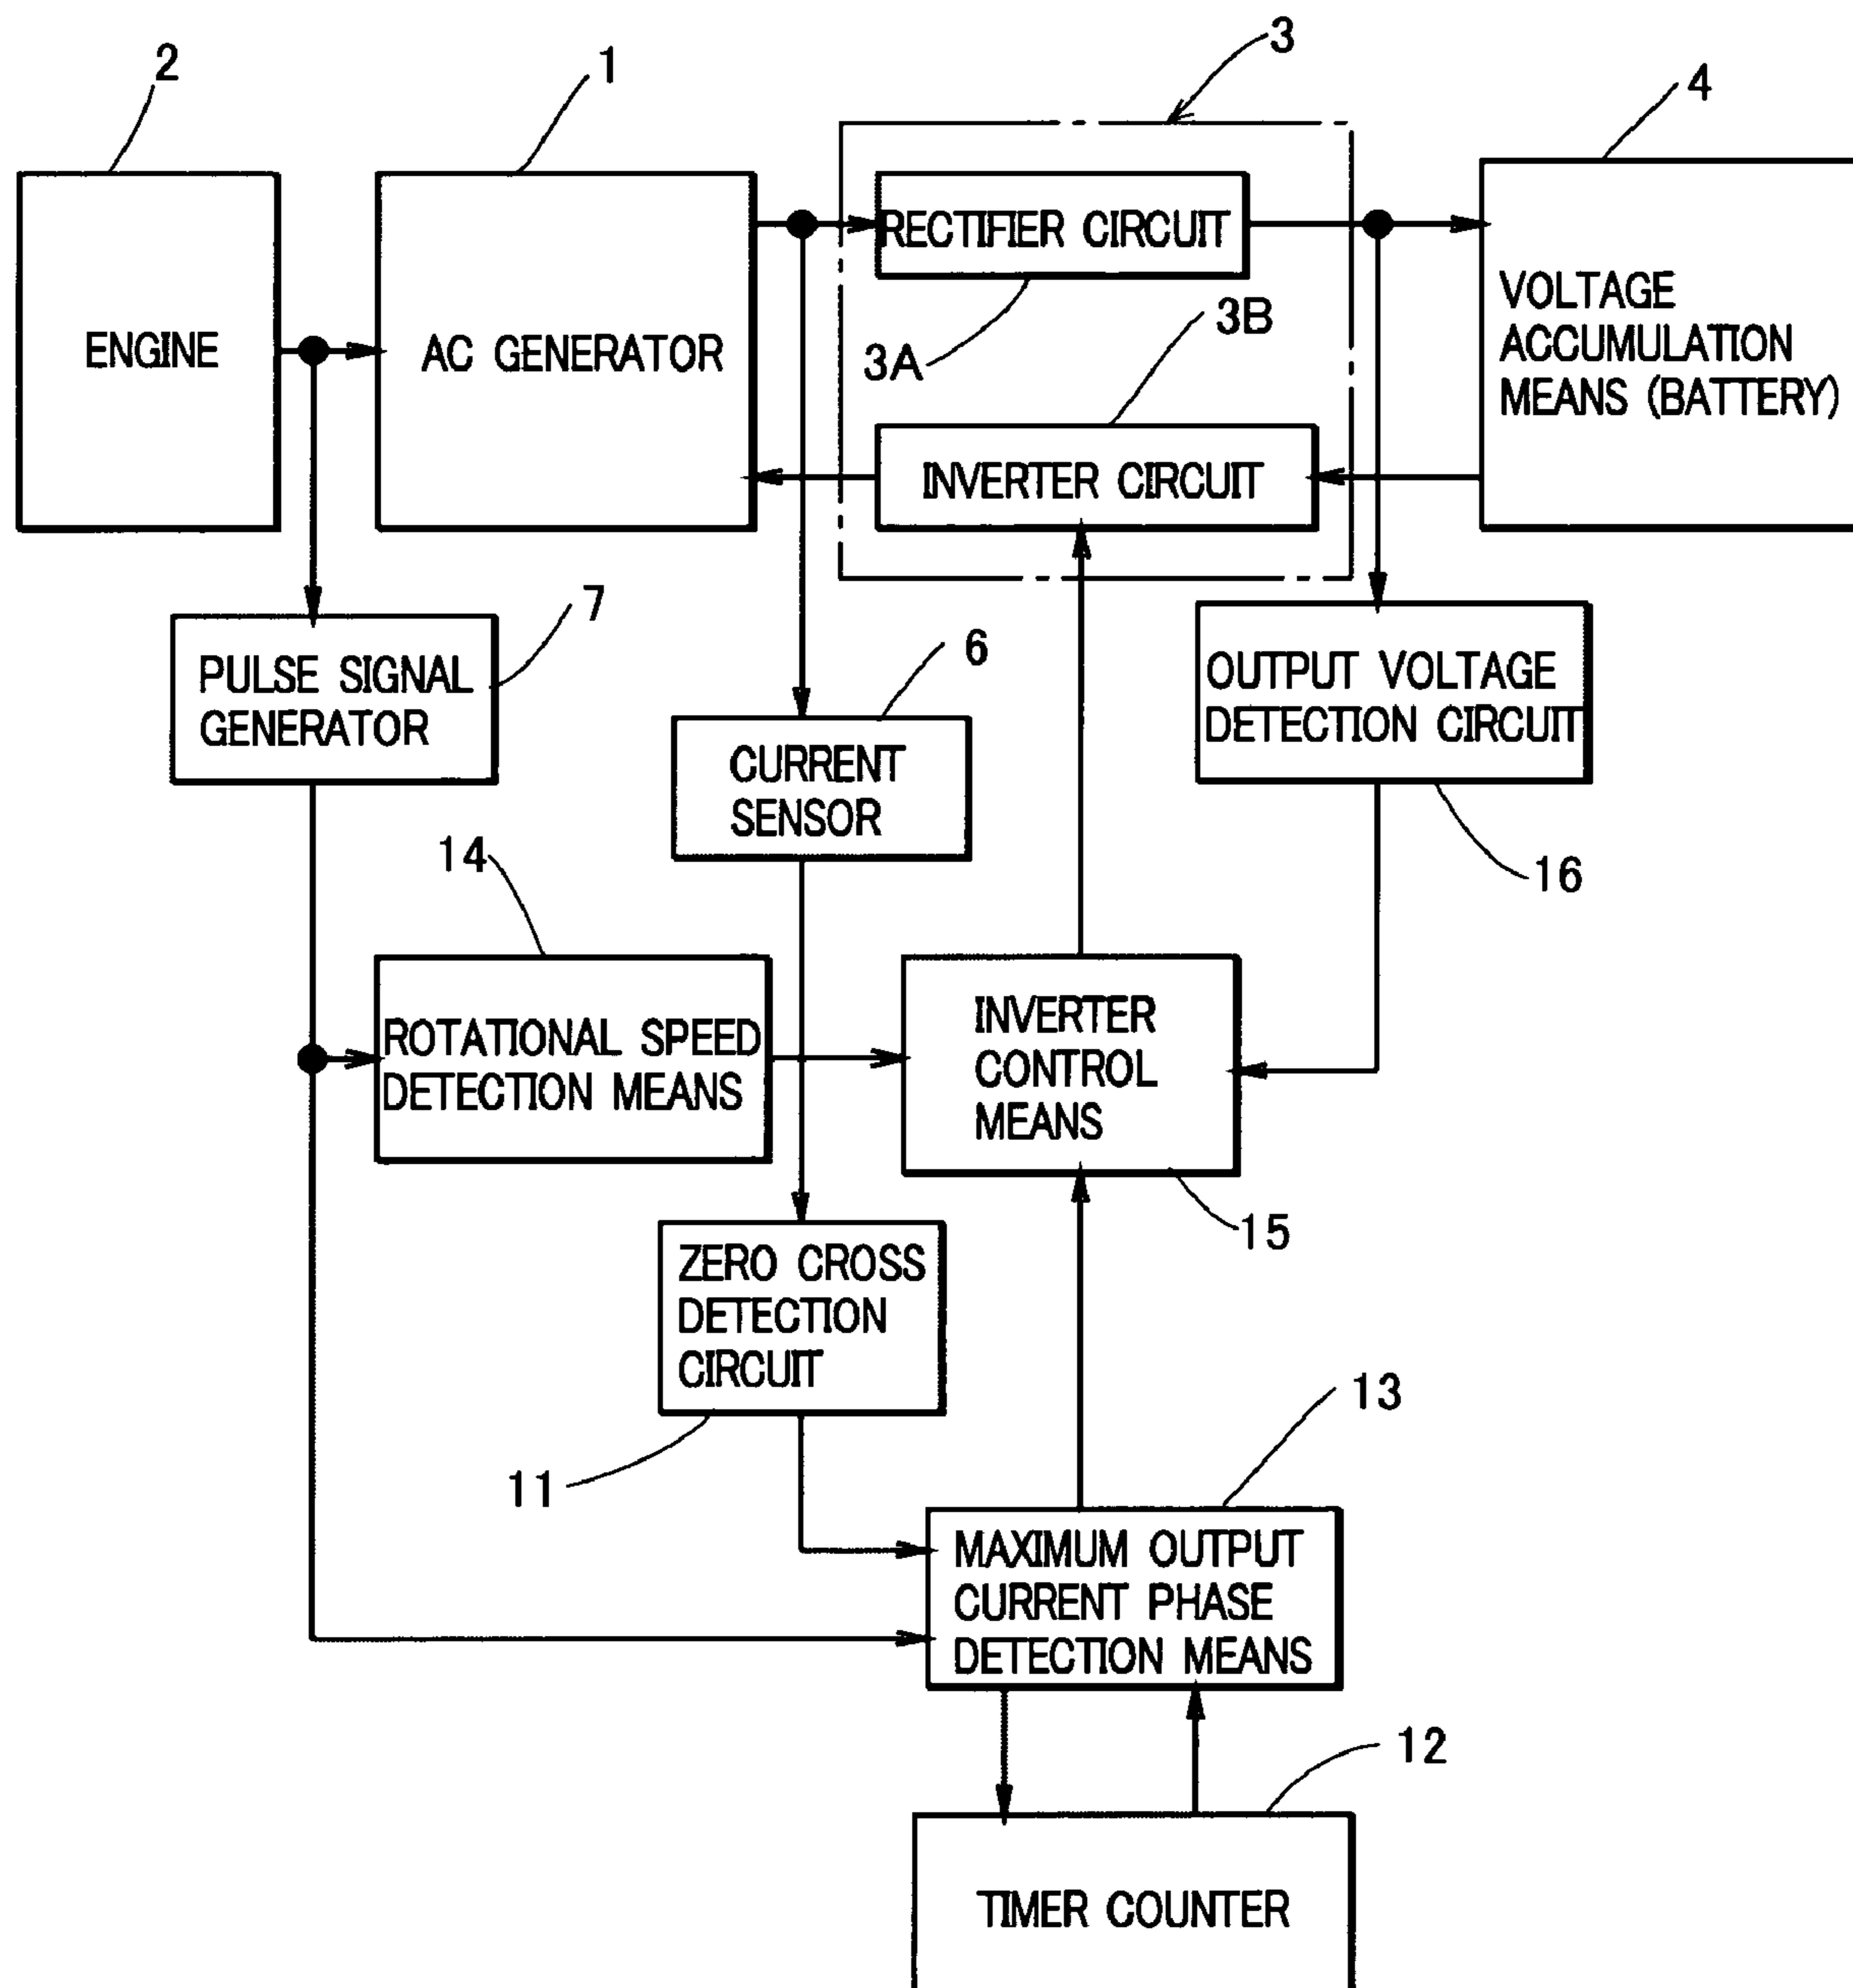 2
1
3
4
ENGINE
AC GENERATOR
RECTIFIER CIRCUIT
3A
3B
INVERTER CIRCUIT
VOLTAGE
ACCUMULATION
MEANS (BATTERY)
7
PULSE SIGNAL
GENERATOR
6
CURRENT
SENSOR
OUTPUT VOLTAGE
DETECTION CIRCUIT
16
14
ROTATIONAL SPEED
DETECTION MEANS
INVERTER
CONTROL
MEANS
15
ZERO CROSS
DETECTION
CIRCUIT
11
13
MAXIMUM OUTPUT
CURRENT PHASE
DETECTION MEANS
12
TIMER COUNTER